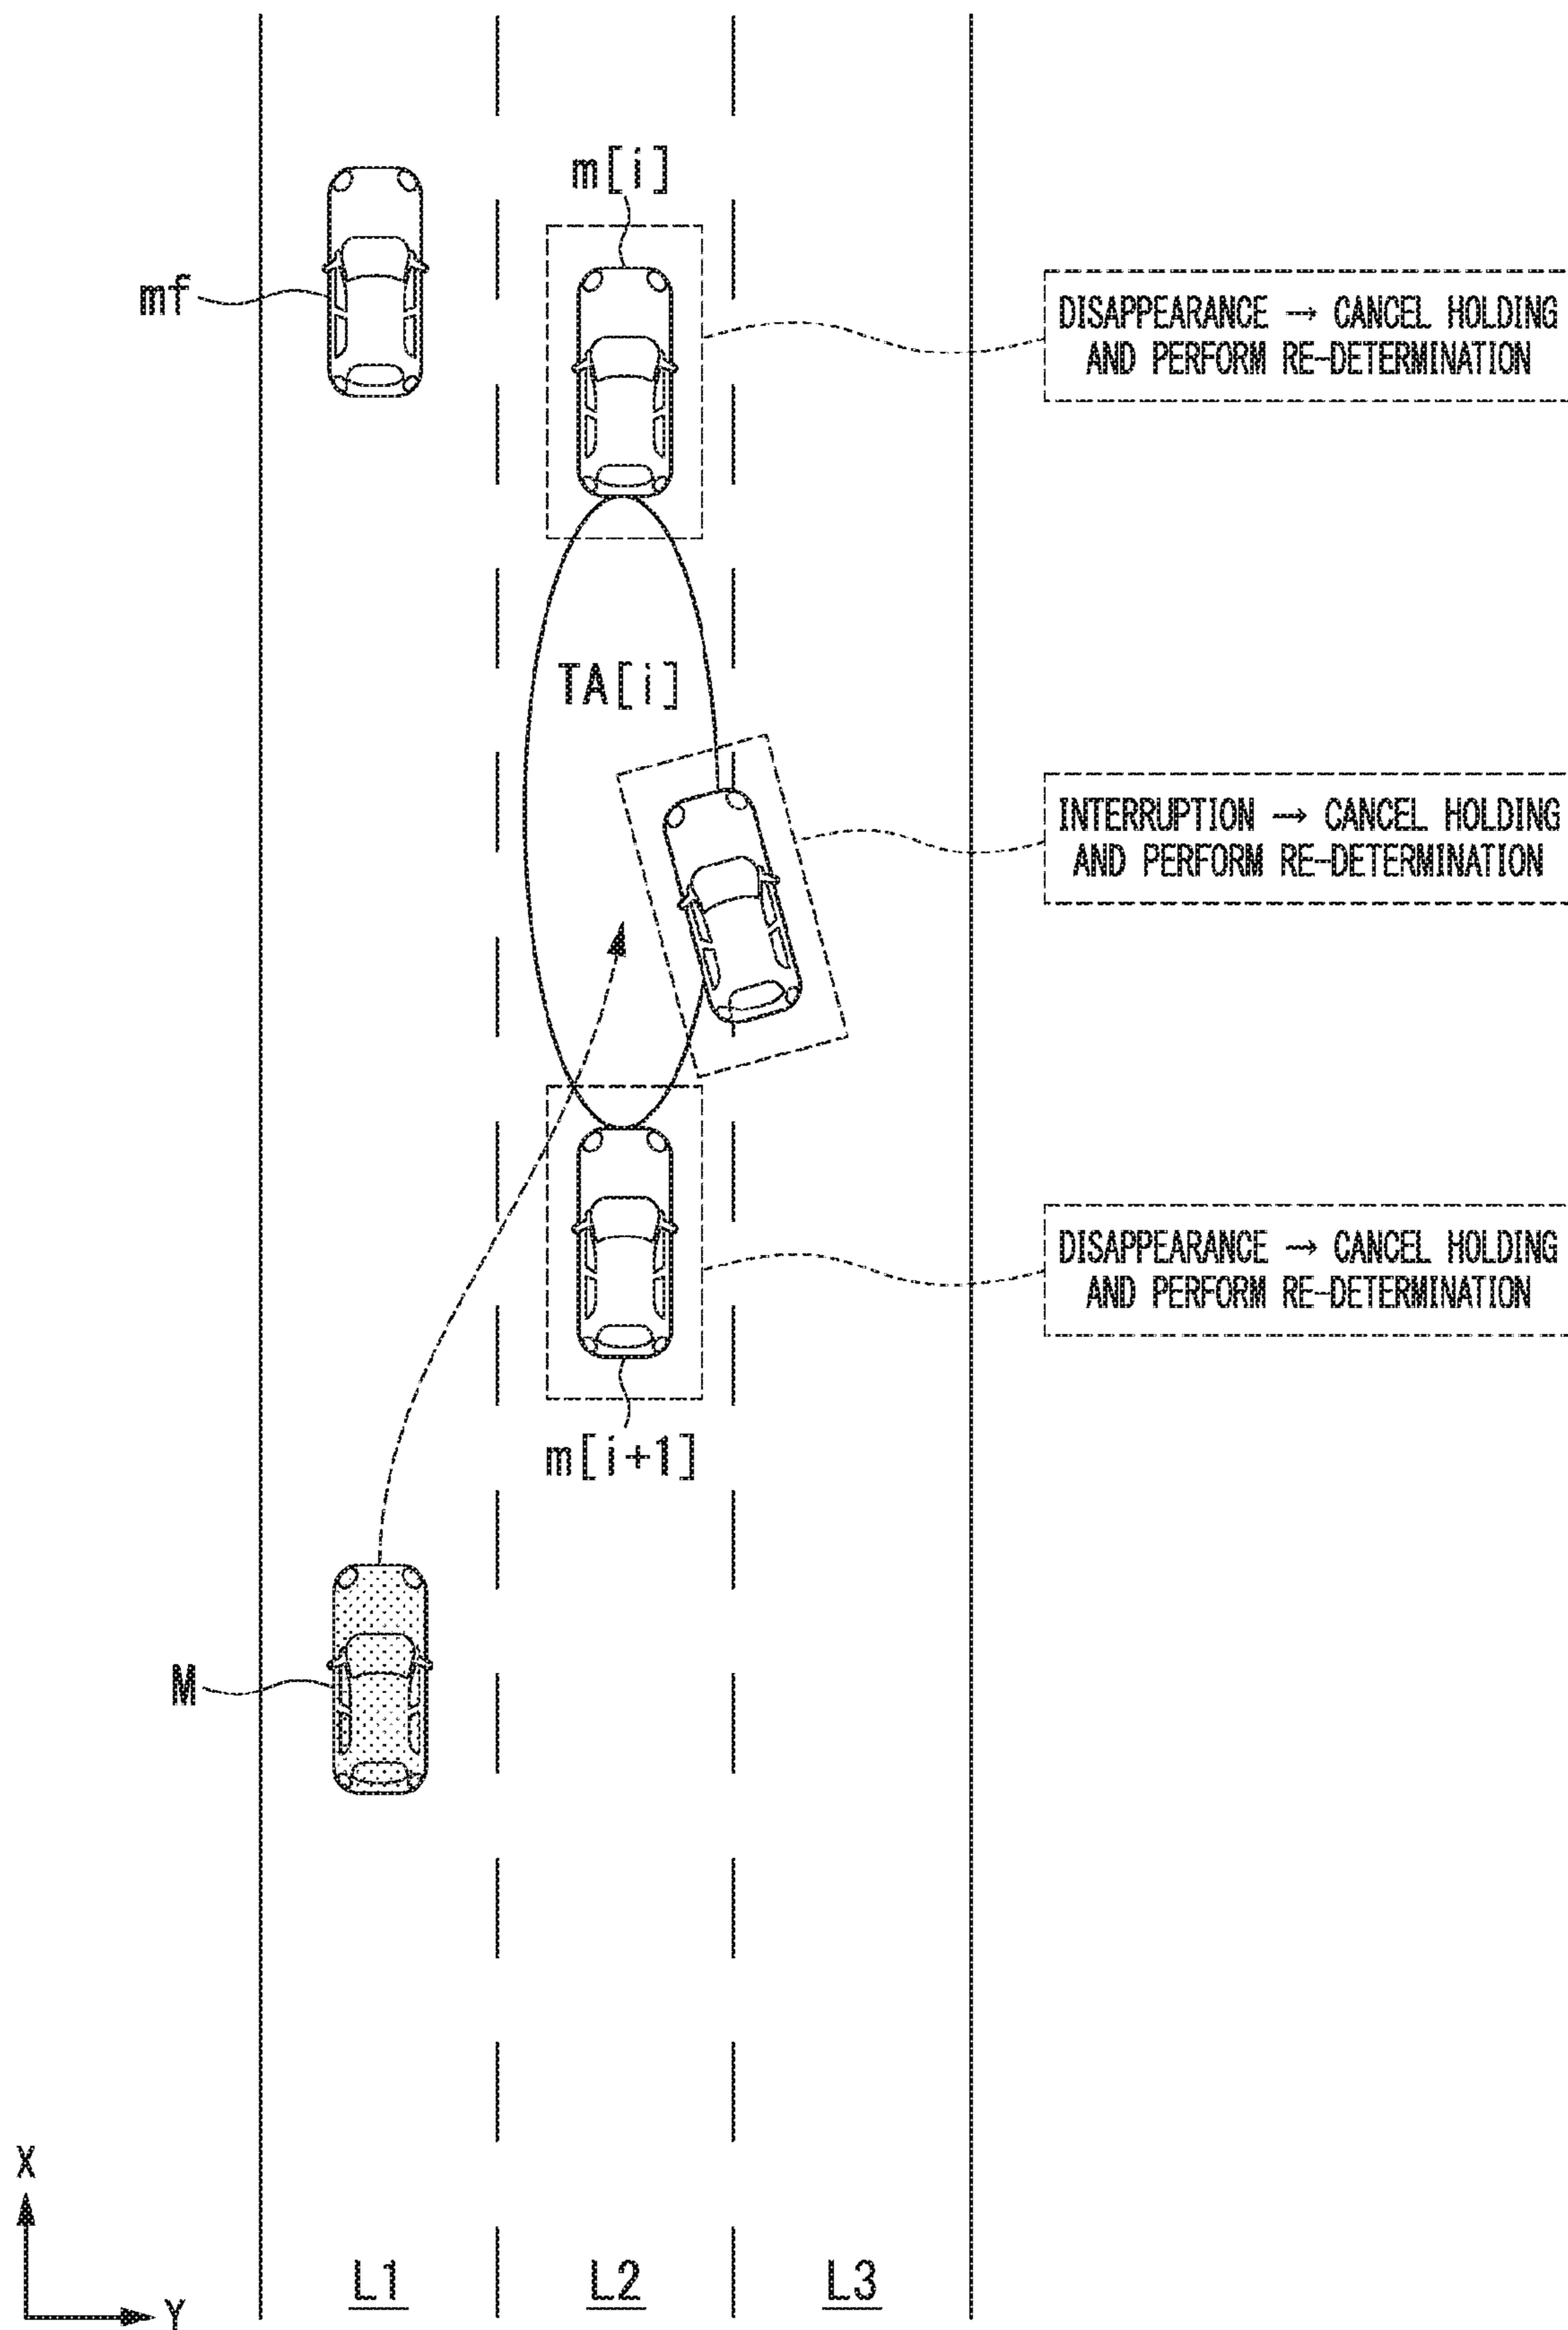 m[i]
mf
DISAPPEARANCE → CANCEL HOLDING
AND PERFORM RE-DETERMINATION
TA[i]
INTERRUPTION → CANCEL HOLDING
AND PERFORM RE-DETERMINATION
DISAPPEARANCE → CANCEL HOLDING
AND PERFORM RE-DETERMINATION
m[i+1]
M
X
Y
L1
L2
L3